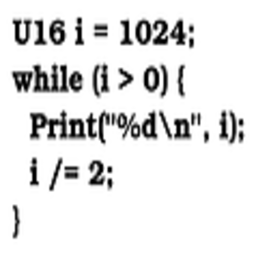 U16 i = 1024;
while (i > 0) {
  Print("%d\n", i);
  i /= 2;
}